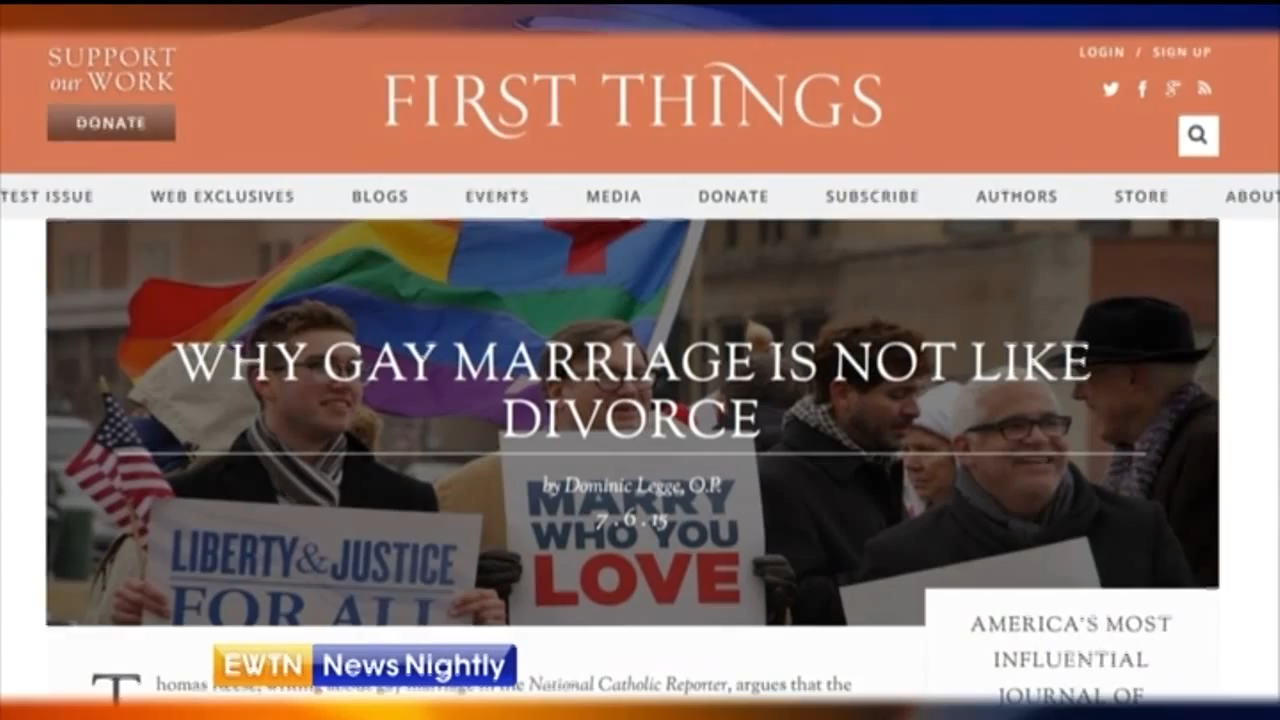 SUPPORT
our WORK
DONATE
FIRST THINGS
LOGIN / SIGN UP
TEST ISSUE WEB EXCLUSIVES BLOGS EVENTS MEDIA DONATE SUBSCRIBE AUTHORS STORE ABOUT
WHY GAY MARRIAGE IS NOT LIKE
DIVORCE
by Dominic Legge, O.P.
7 . 6 . 15
LIBERTY & JUSTICE
FOR ALL
MARRY
WHO YOU
LOVE
AMERICA'S MOST
INFLUENTIAL
JOURNAL OF
EWTN News Nightly
Thomas National Catholic Reporter, argues that the